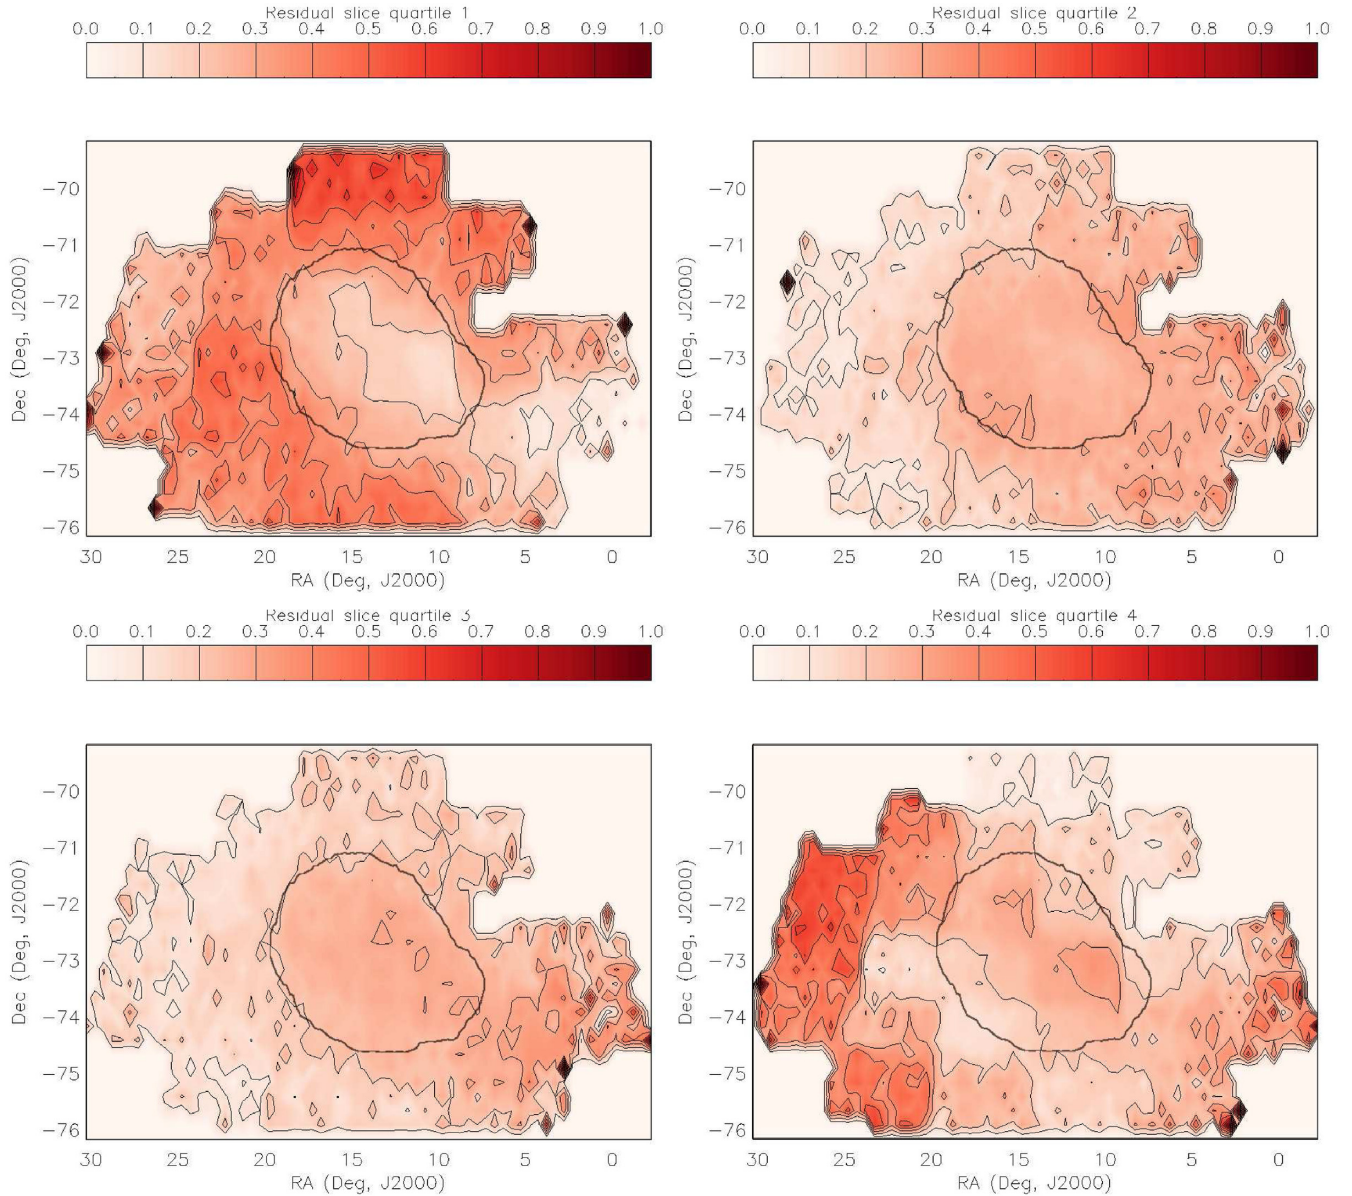 Residual slice quartile 1
0.0 0.1 0.2 0.3 0.4 0.5 0.6 0.7 0.8 0.9 1.0
−70
−71
−72
−73
−74
−75
−76
Dec (Deg, J2000)
30 25 20 15 10 5 0
RA (Deg, J2000)
Residual slice quartile 2
0.0 0.1 0.2 0.3 0.4 0.5 0.6 0.7 0.8 0.9 1.0
−70
−71
−72
−73
−74
−75
−76
Dec (Deg, J2000)
30 25 20 15 10 5 0
RA (Deg, J2000)
Residual slice quartile 3
0.0 0.1 0.2 0.3 0.4 0.5 0.6 0.7 0.8 0.9 1.0
−70
−71
−72
−73
−74
−75
−76
Dec (Deg, J2000)
30 25 20 15 10 5 0
RA (Deg, J2000)
Residual slice quartile 4
0.0 0.1 0.2 0.3 0.4 0.5 0.6 0.7 0.8 0.9 1.0
−70
−71
−72
−73
−74
−75
−76
Dec (Deg, J2000)
30 25 20 15 10 5 0
RA (Deg, J2000)